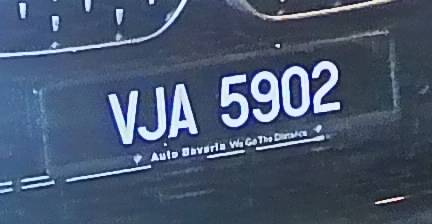 VJA 5902
Auto Bavaria We Go The Distance